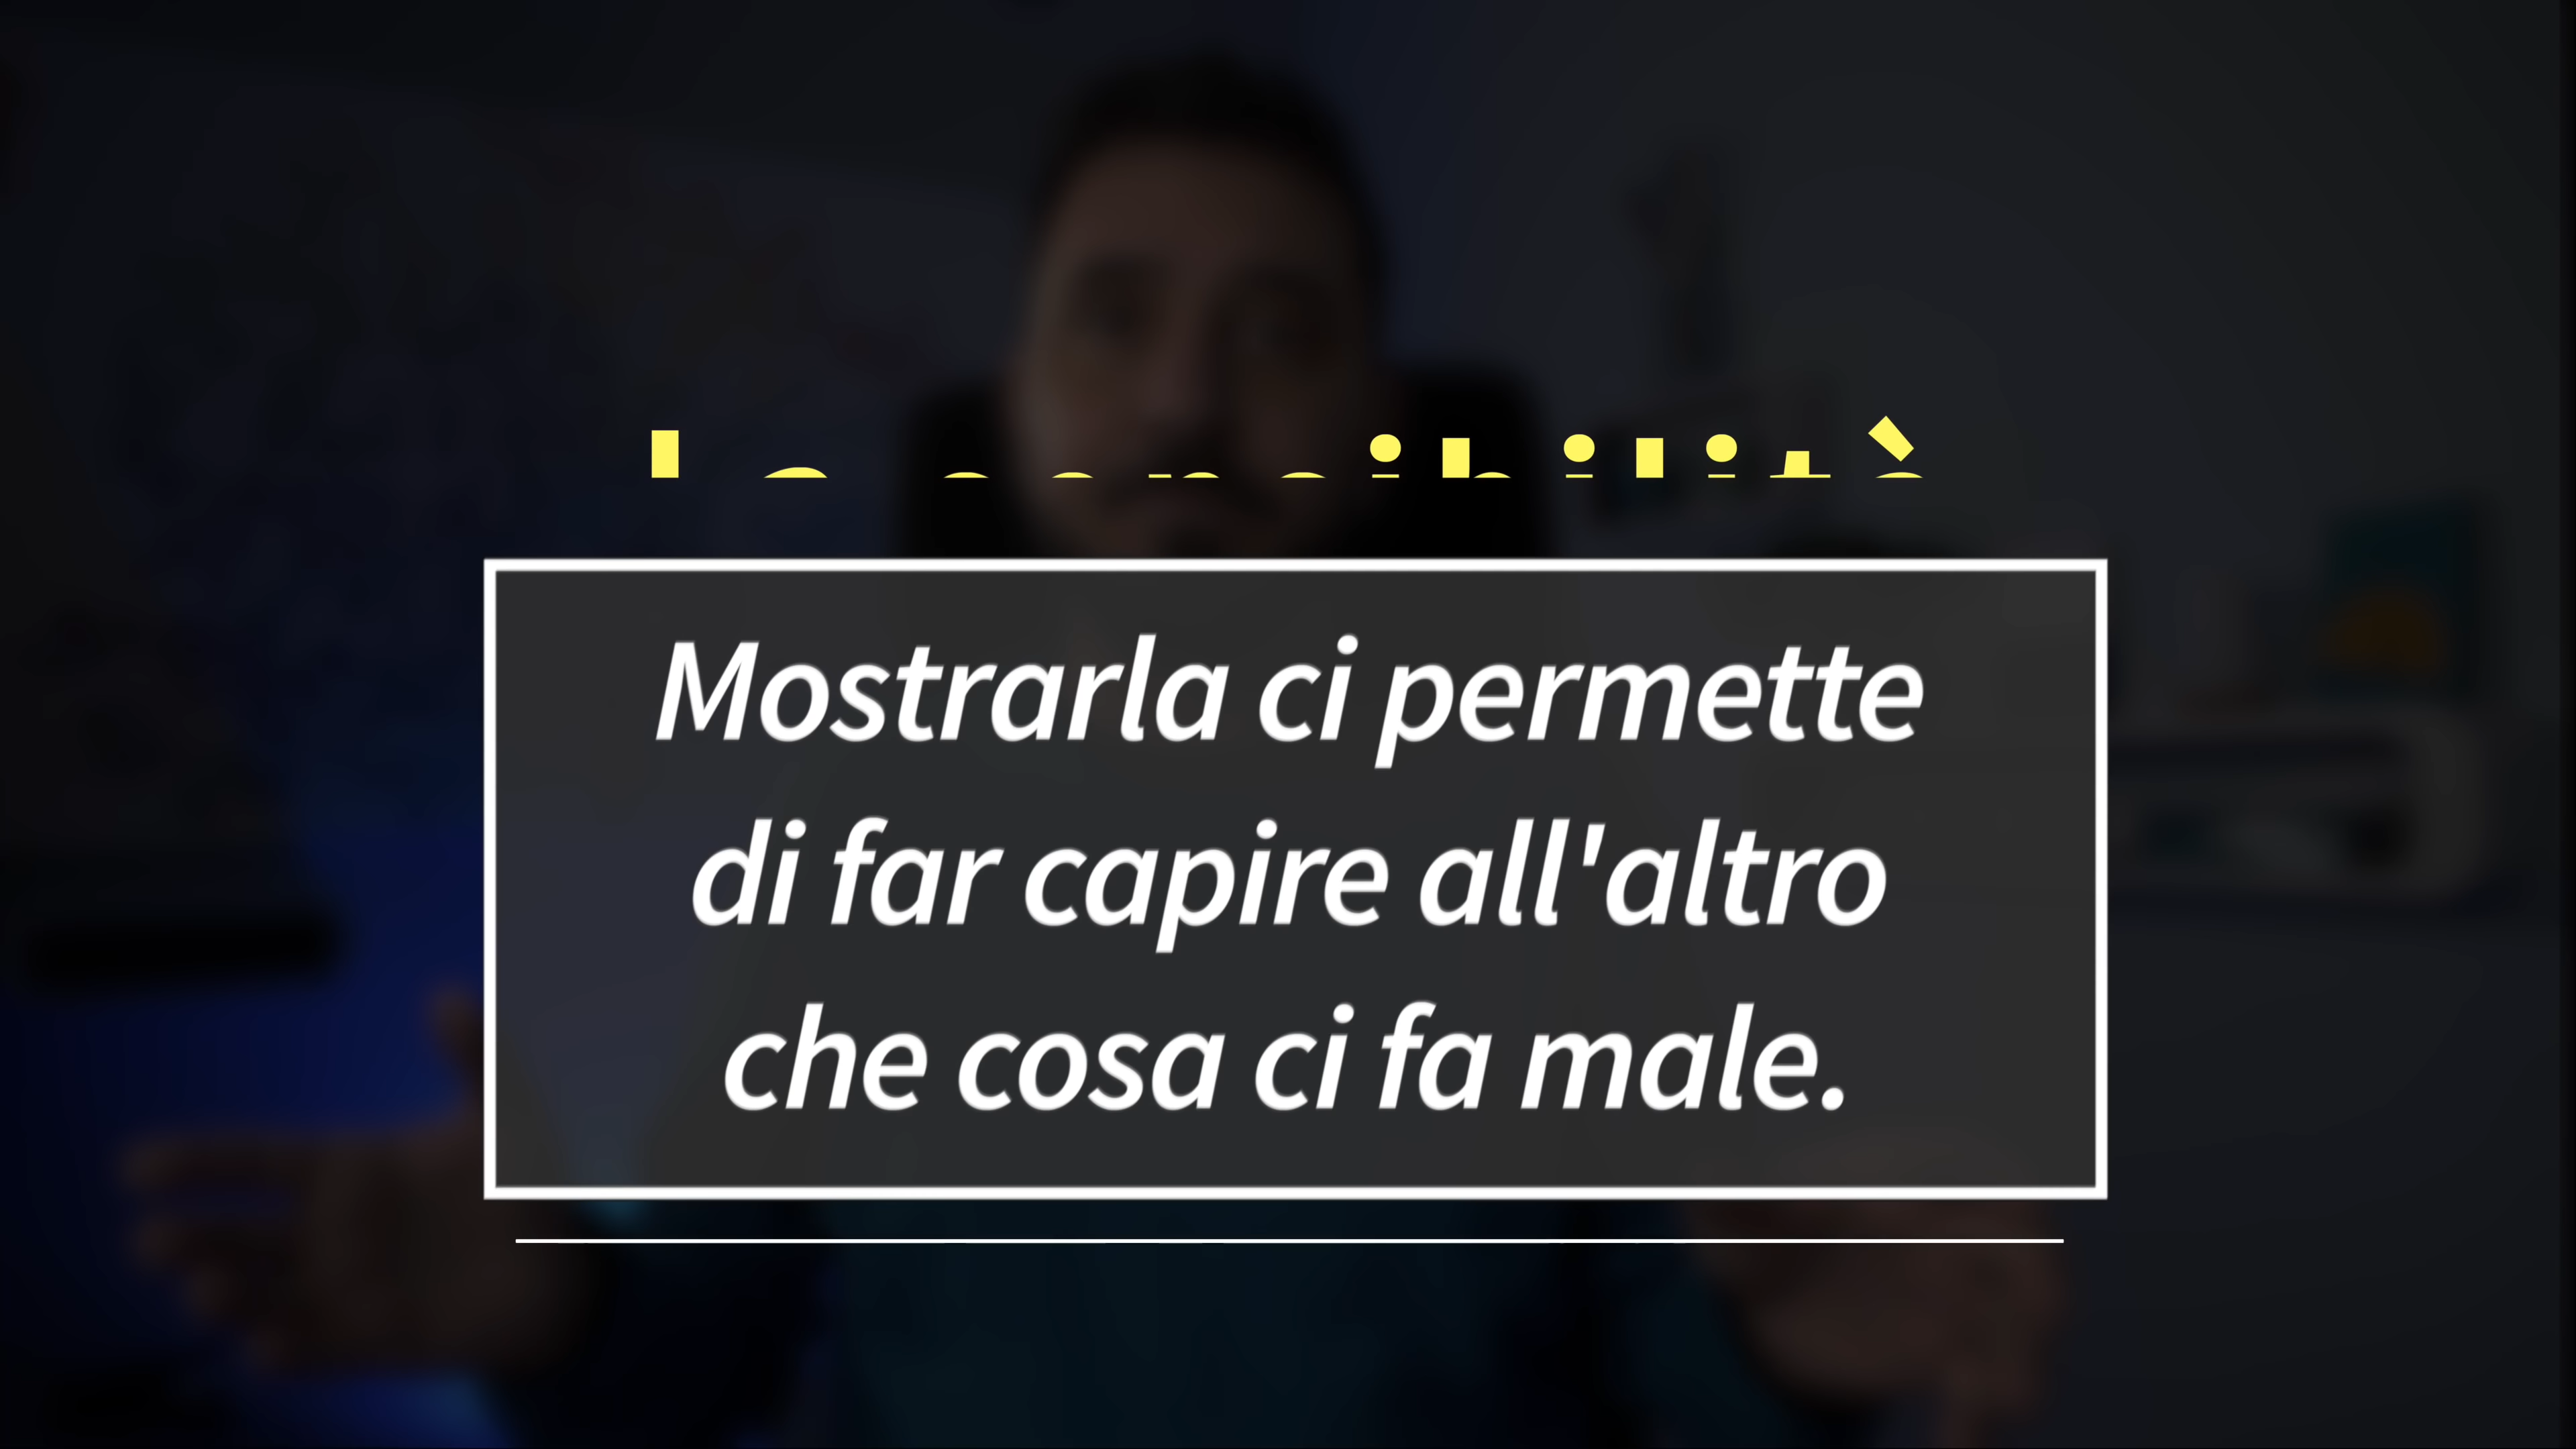 Mostrarla ci permette
di far capire all'altro
che cosa ci fa male.